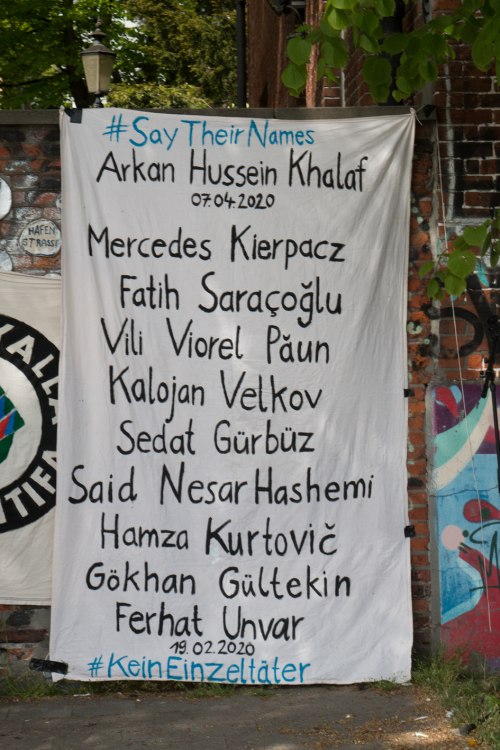 #SayTheirNames
Arkan Hussein Khalaf
07.04.2020
Mercedes Kierpacz
Fatih Saraçoğlu
Vili Viorel Păun
Kalojan Velkov
Sedat Gürbüz
Said Nesar Hashemi
Hamza Kurtovič
Gökhan Gültekin
Ferhat Unvar
19.02.2020
#KeinEinzeltäter
HAFEN
STRASSE